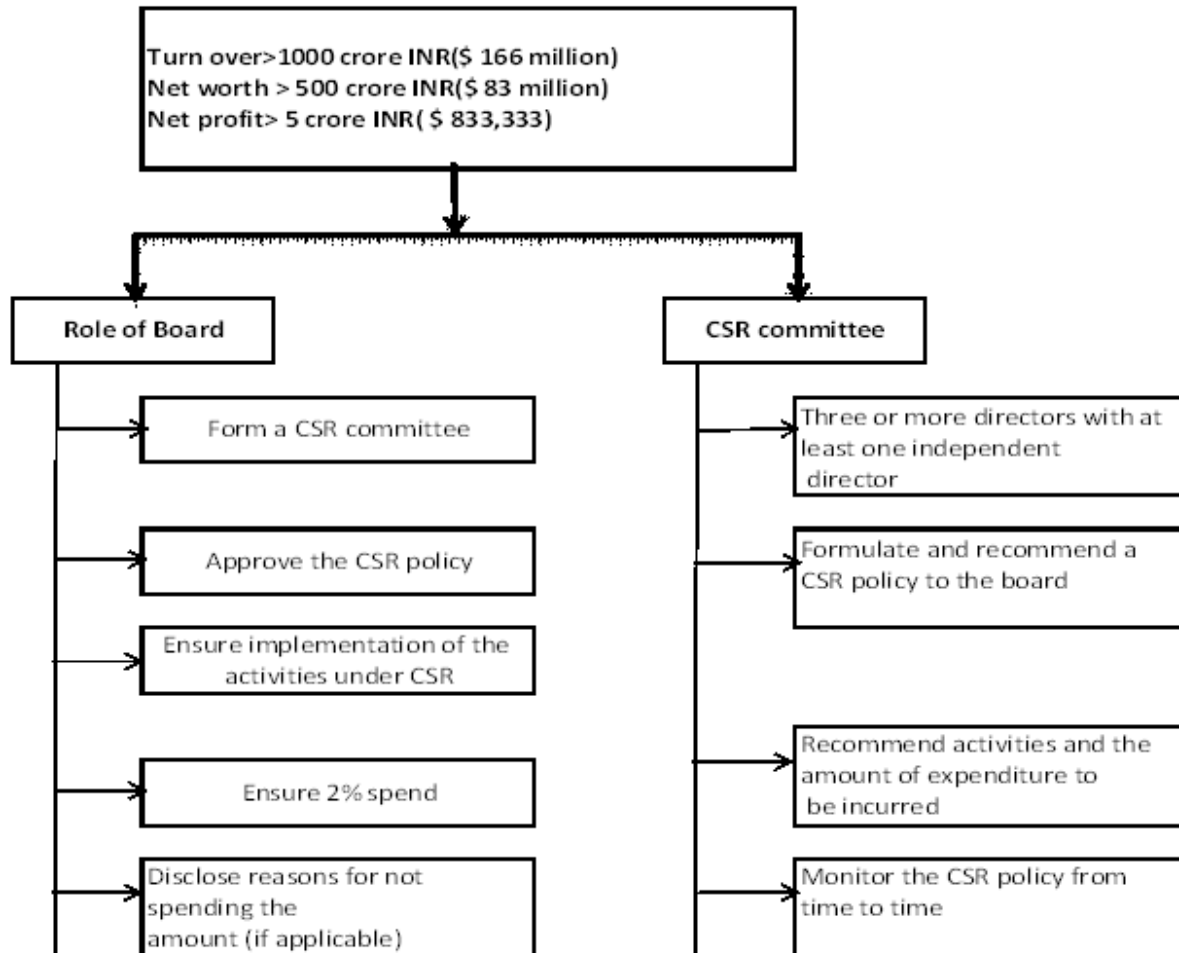 Turn over>1000 crore INR($ 166 million)
Net worth > 500 crore INR($ 83 million)
Net profit> 5 crore INR( $ 833,333)
Role of Board
Form a CSR committee
Approve the CSR policy
Ensure implementation of the
activities under CSR
Ensure 2% spend
Disclose reasons for not
spending the
amount (if applicable)
CSR committee
Three or more directors with at
least one independent
director
Formulate and recommend a
CSR policy to the board
Recommend activities and the
amount of expenditure to
be incurred
Monitor the CSR policy from
time to time